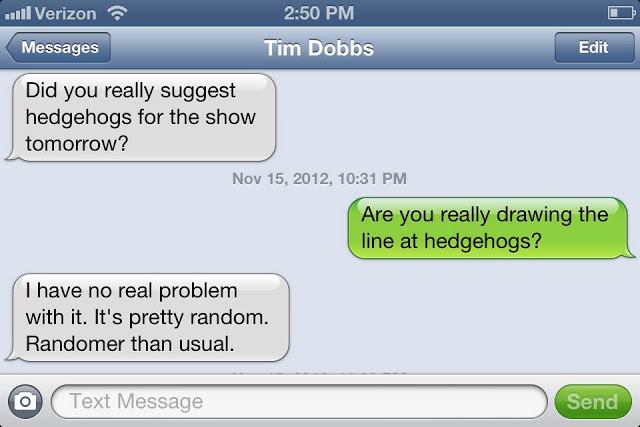 Verizon 2:50 PM
Messages Tim Dobbs Edit
Did you really suggest
hedgehogs for the show
tomorrow?
Nov 15, 2012, 10:31 PM
Are you really drawing the
line at hedgehogs?
I have no real problem
with it. It's pretty random.
Randomer than usual.
Text Message Send